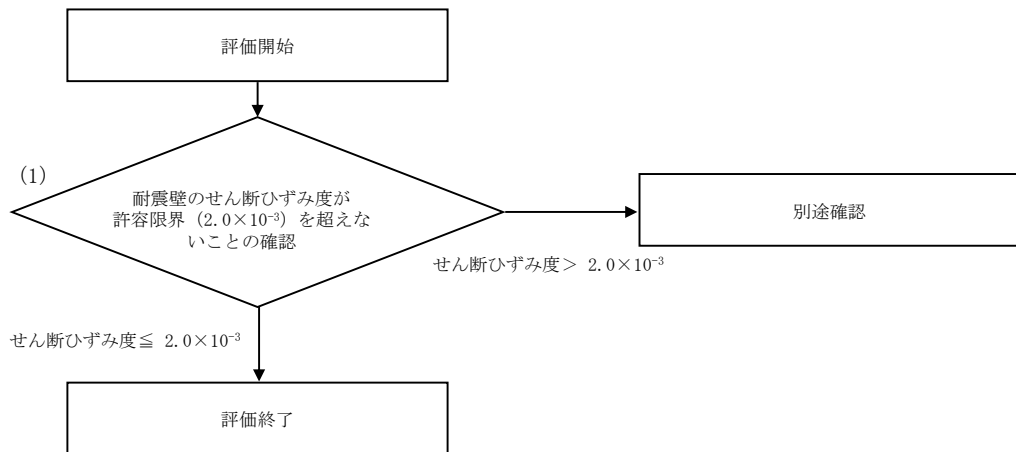 評価開始
(1)
耐震壁のせん断ひずみ度が
許容限界（2.0×10⁻³）を超えな
いことの確認
別途確認
せん断ひずみ度＞ 2.0×10⁻³
せん断ひずみ度≦ 2.0×10⁻³
評価終了